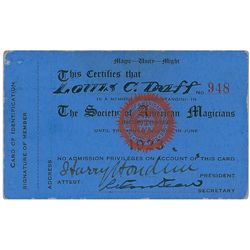 Magic - Unity - Might
This Certifies that
Louis C. Haff
No 948
IS A MEMBER IN GOOD STANDING IN
The Society of American Magicians
UNTIL THE
JUNE
1923
NO ADMISSION PRIVILEGES ON ACCOUNT OF THIS CARD
Harry Houdini
PRESIDENT
ATTEST
SECRETARY
ADDRESS
SIGNATURE OF MEMBER
CARD OF IDENTIFICATION